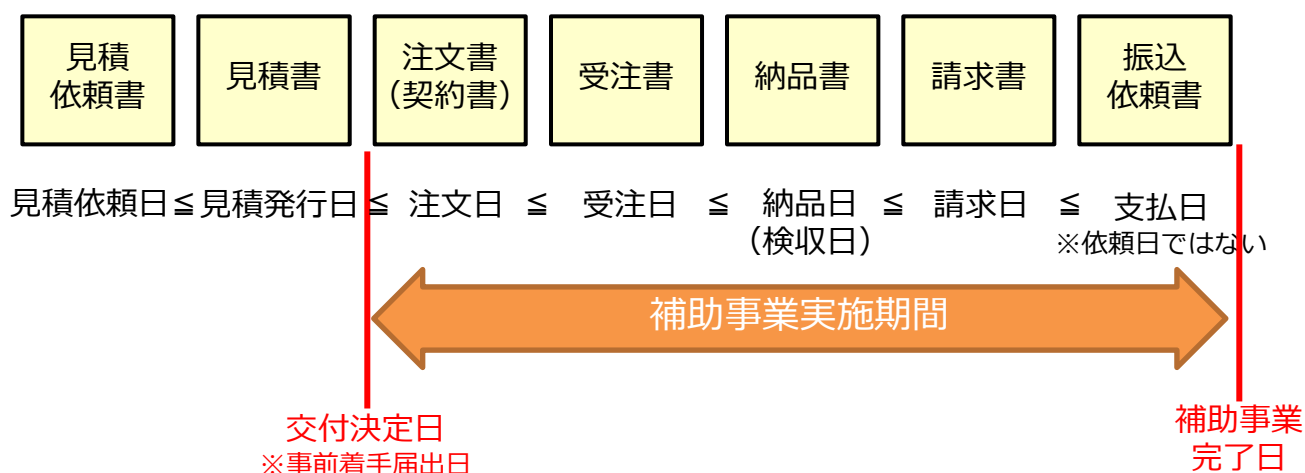 見積
依頼書
見積書
注文書
（契約書）
受注書
納品書
請求書
振込
依頼書
見積依頼日≦見積発行日≦ 注文日 ≦ 受注日 ≦ 納品日 ≦ 請求日 ≦ 支払日
（検収日）
※依頼日ではない
補助事業実施期間
交付決定日
※事前着手届出日
補助事業
完了日